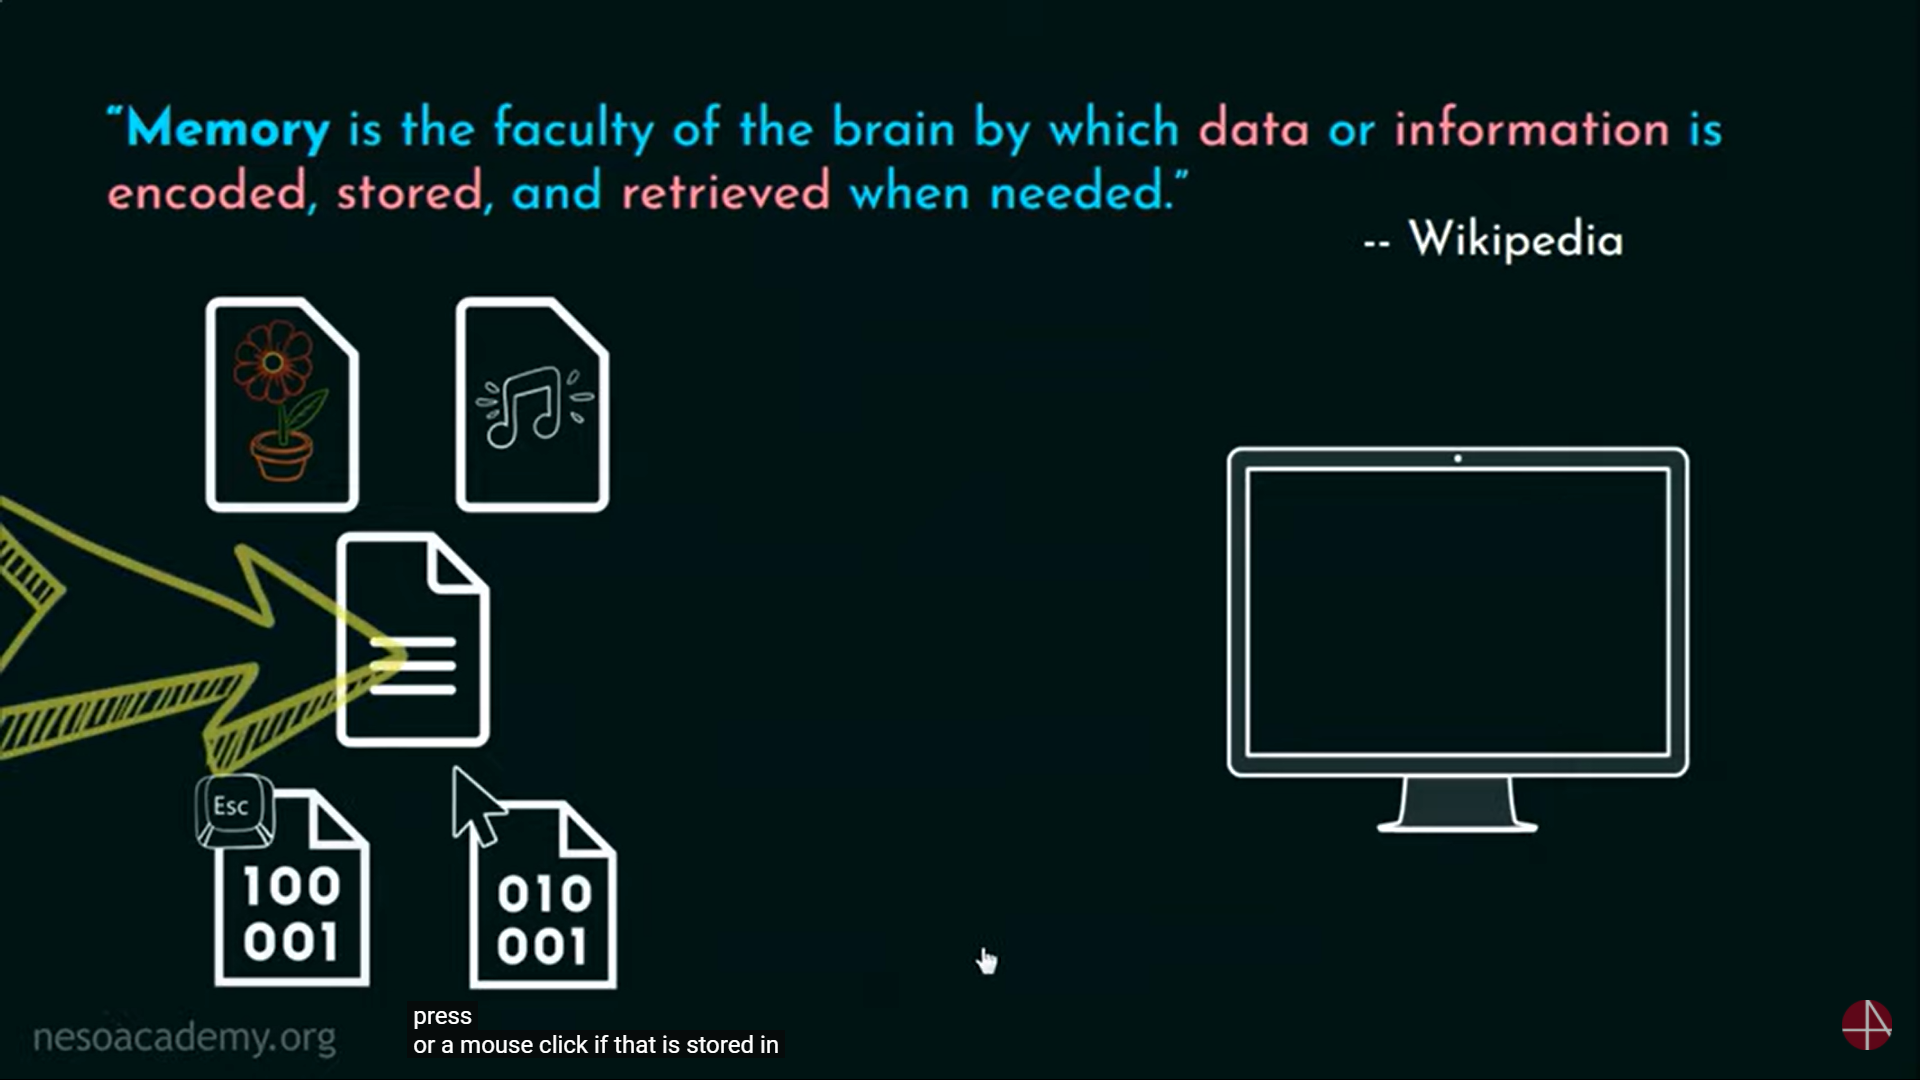 “Memory is the faculty of the brain by which data or information is
encoded, stored, and retrieved when needed.”
-- Wikipedia
Esc
100
001
010
001
press
or a mouse click if that is stored in
nesoacademy.org